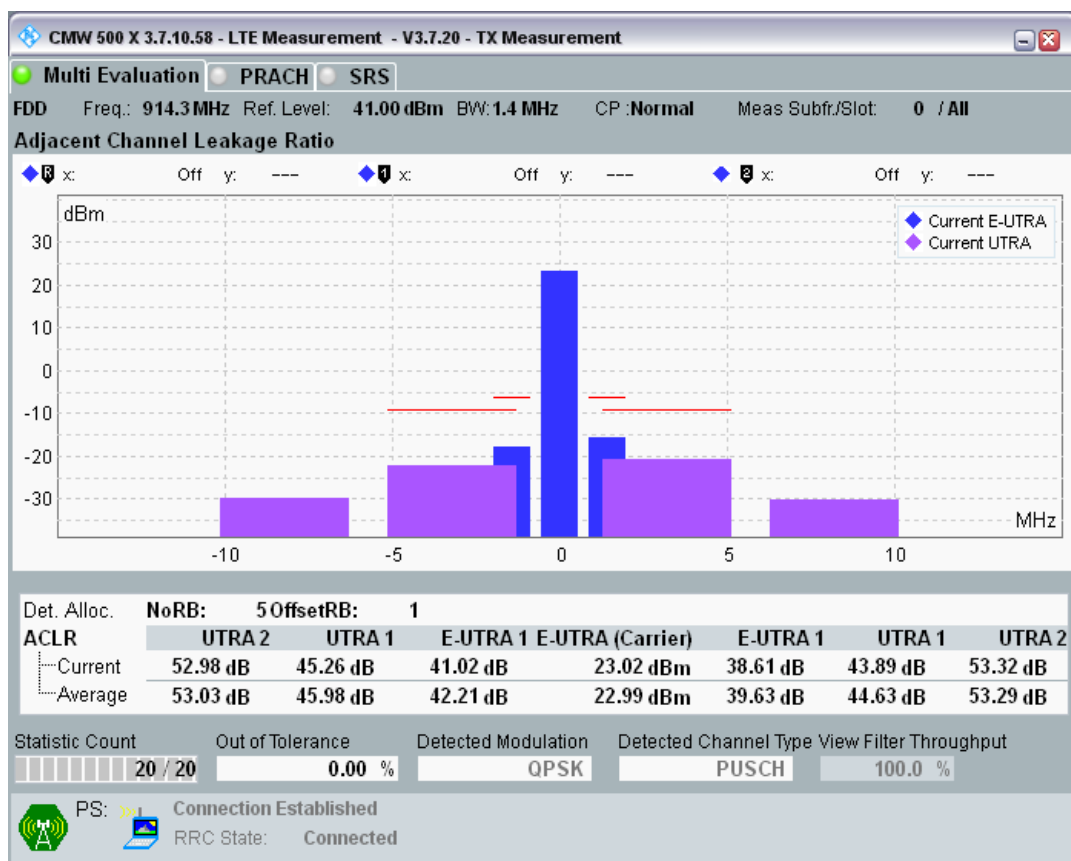 CMW 500 X 3.7.10.58 - LTE Measurement - V3.7.20 - TX Measurement
Multi Evaluation PRACH SRS
FDD Freq.: 914.3 MHz Ref. Level: 41.00 dBm BW: 1.4 MHz CP :Normal Meas Subfr./Slot: 0 / All
Adjacent Channel Leakage Ratio
R x: Off y: --- 1 x: Off y: --- 2 x: Off y: ---
dBm
Current E-UTRA
Current UTRA
30
20
10
0
-10
-20
-30
MHz
-10 -5 0 5 10
Det. Alloc. NoRB: 5 OffsetRB: 1
ACLR UTRA 2 UTRA 1 E-UTRA 1 E-UTRA (Carrier) E-UTRA 1 UTRA 1 UTRA 2
Current 52.98 dB 45.26 dB 41.02 dB 23.02 dBm 38.61 dB 43.89 dB 53.32 dB
Average 53.03 dB 45.98 dB 42.21 dB 22.99 dBm 39.63 dB 44.63 dB 53.29 dB
Statistic Count Out of Tolerance Detected Modulation Detected Channel Type View Filter Throughput
20 / 20 0.00 % QPSK PUSCH 100.0 %
PS: Connection Established
RRC State: Connected